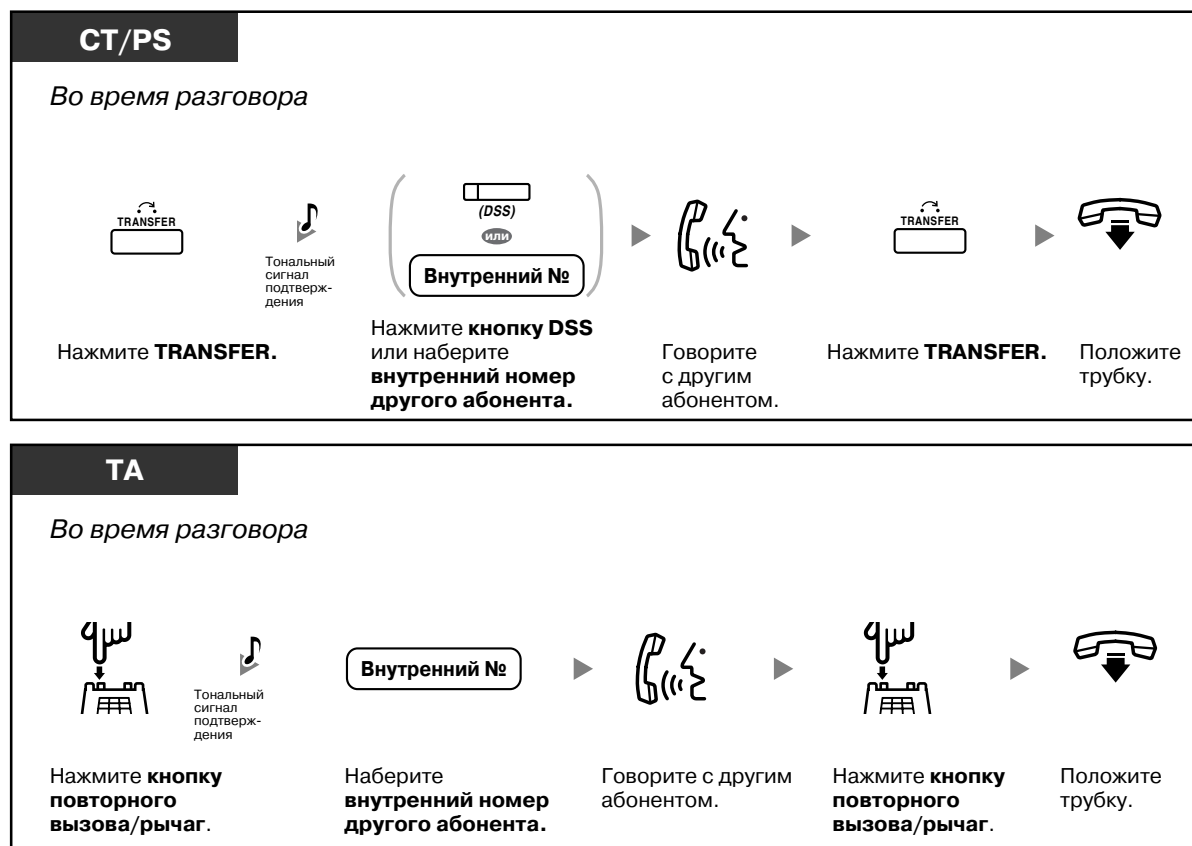 CT/PS
Во время разговора
TRANSFER
Тональный
сигнал
подтверж-
дения
(DSS)
или
Внутренний №
TRANSFER
Нажмите TRANSFER.
Нажмите кнопку DSS
или наберите
внутренний номер
другого абонента.
Говорите
с другим
абонентом.
Нажмите TRANSFER.
Положите
трубку.
ТА
Во время разговора
Тональный
сигнал
подтверж-
дения
Внутренний №
Нажмите кнопку
повторного
вызова/рычаг.
Наберите
внутренний номер
другого абонента.
Говорите с другим
абонентом.
Нажмите кнопку
повторного
вызова/рычаг.
Положите
трубку.